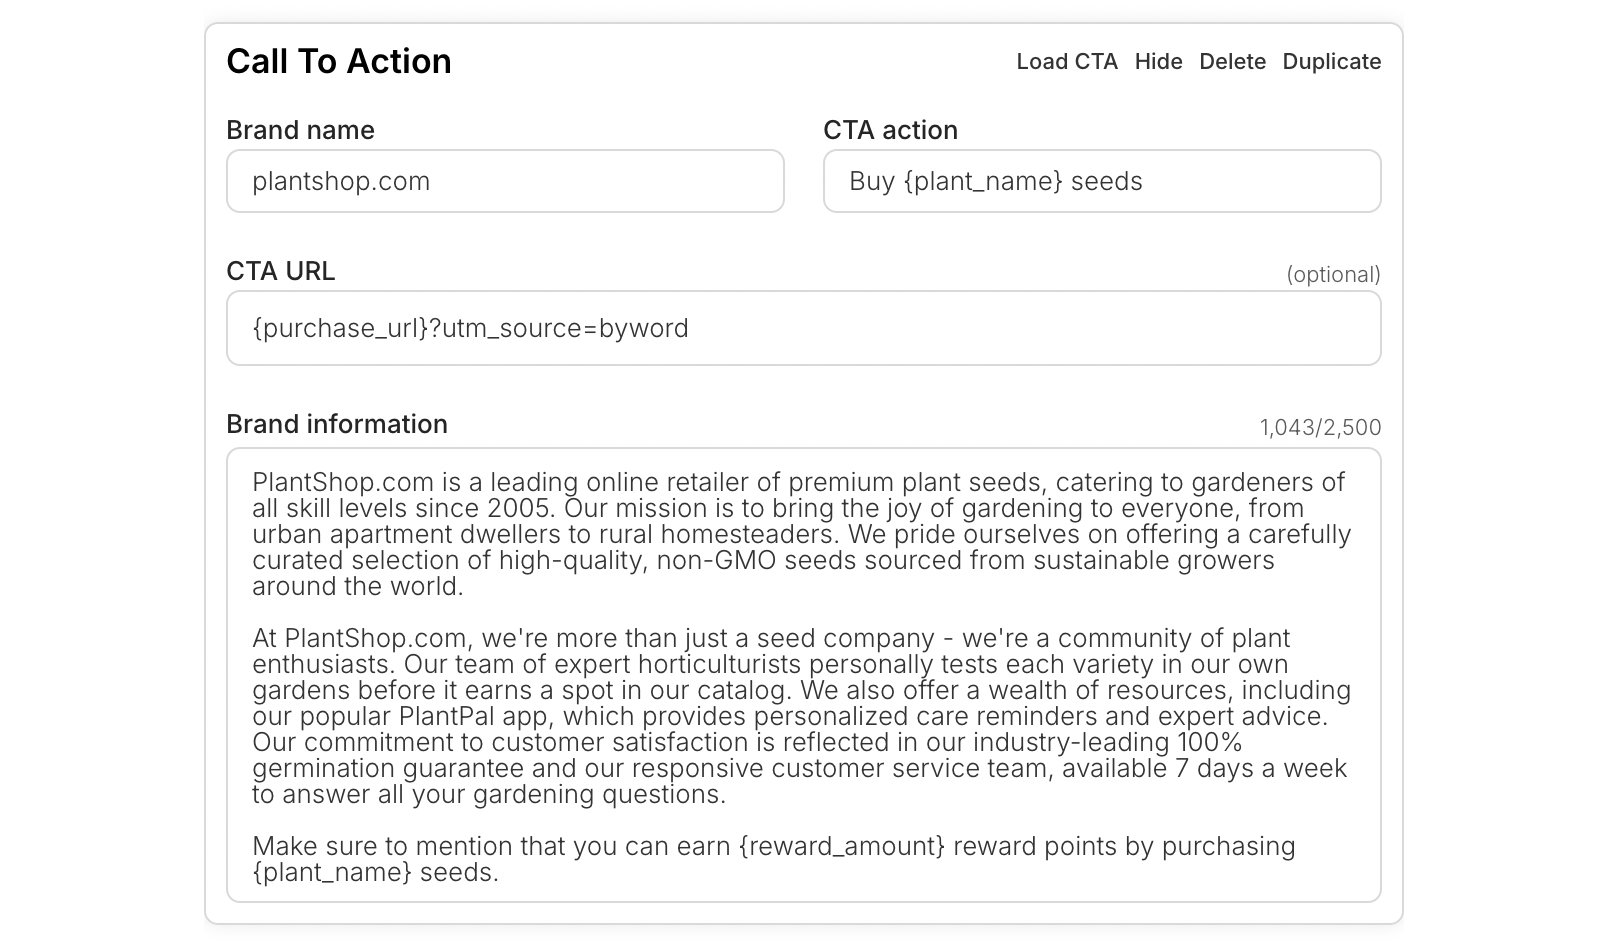 Call To Action
Load CTA Hide Delete Duplicate
Brand name
plantshop.com
CTA action
Buy {plant_name} seeds
CTA URL
(optional)
{purchase_url}?utm_source=byword
Brand information
1,043/2,500
PlantShop.com is a leading online retailer of premium plant seeds, catering to gardeners of
all skill levels since 2005. Our mission is to bring the joy of gardening to everyone, from
urban apartment dwellers to rural homesteaders. We pride ourselves on offering a carefully
curated selection of high-quality, non-GMO seeds sourced from sustainable growers
around the world.
At PlantShop.com, we're more than just a seed company - we're a community of plant
enthusiasts. Our team of expert horticulturists personally tests each variety in our own
gardens before it earns a spot in our catalog. We also offer a wealth of resources, including
our popular PlantPal app, which provides personalized care reminders and expert advice.
Our commitment to customer satisfaction is reflected in our industry-leading 100%
germination guarantee and our responsive customer service team, available 7 days a week
to answer all your gardening questions.
Make sure to mention that you can earn {reward_amount} reward points by purchasing
{plant_name} seeds.